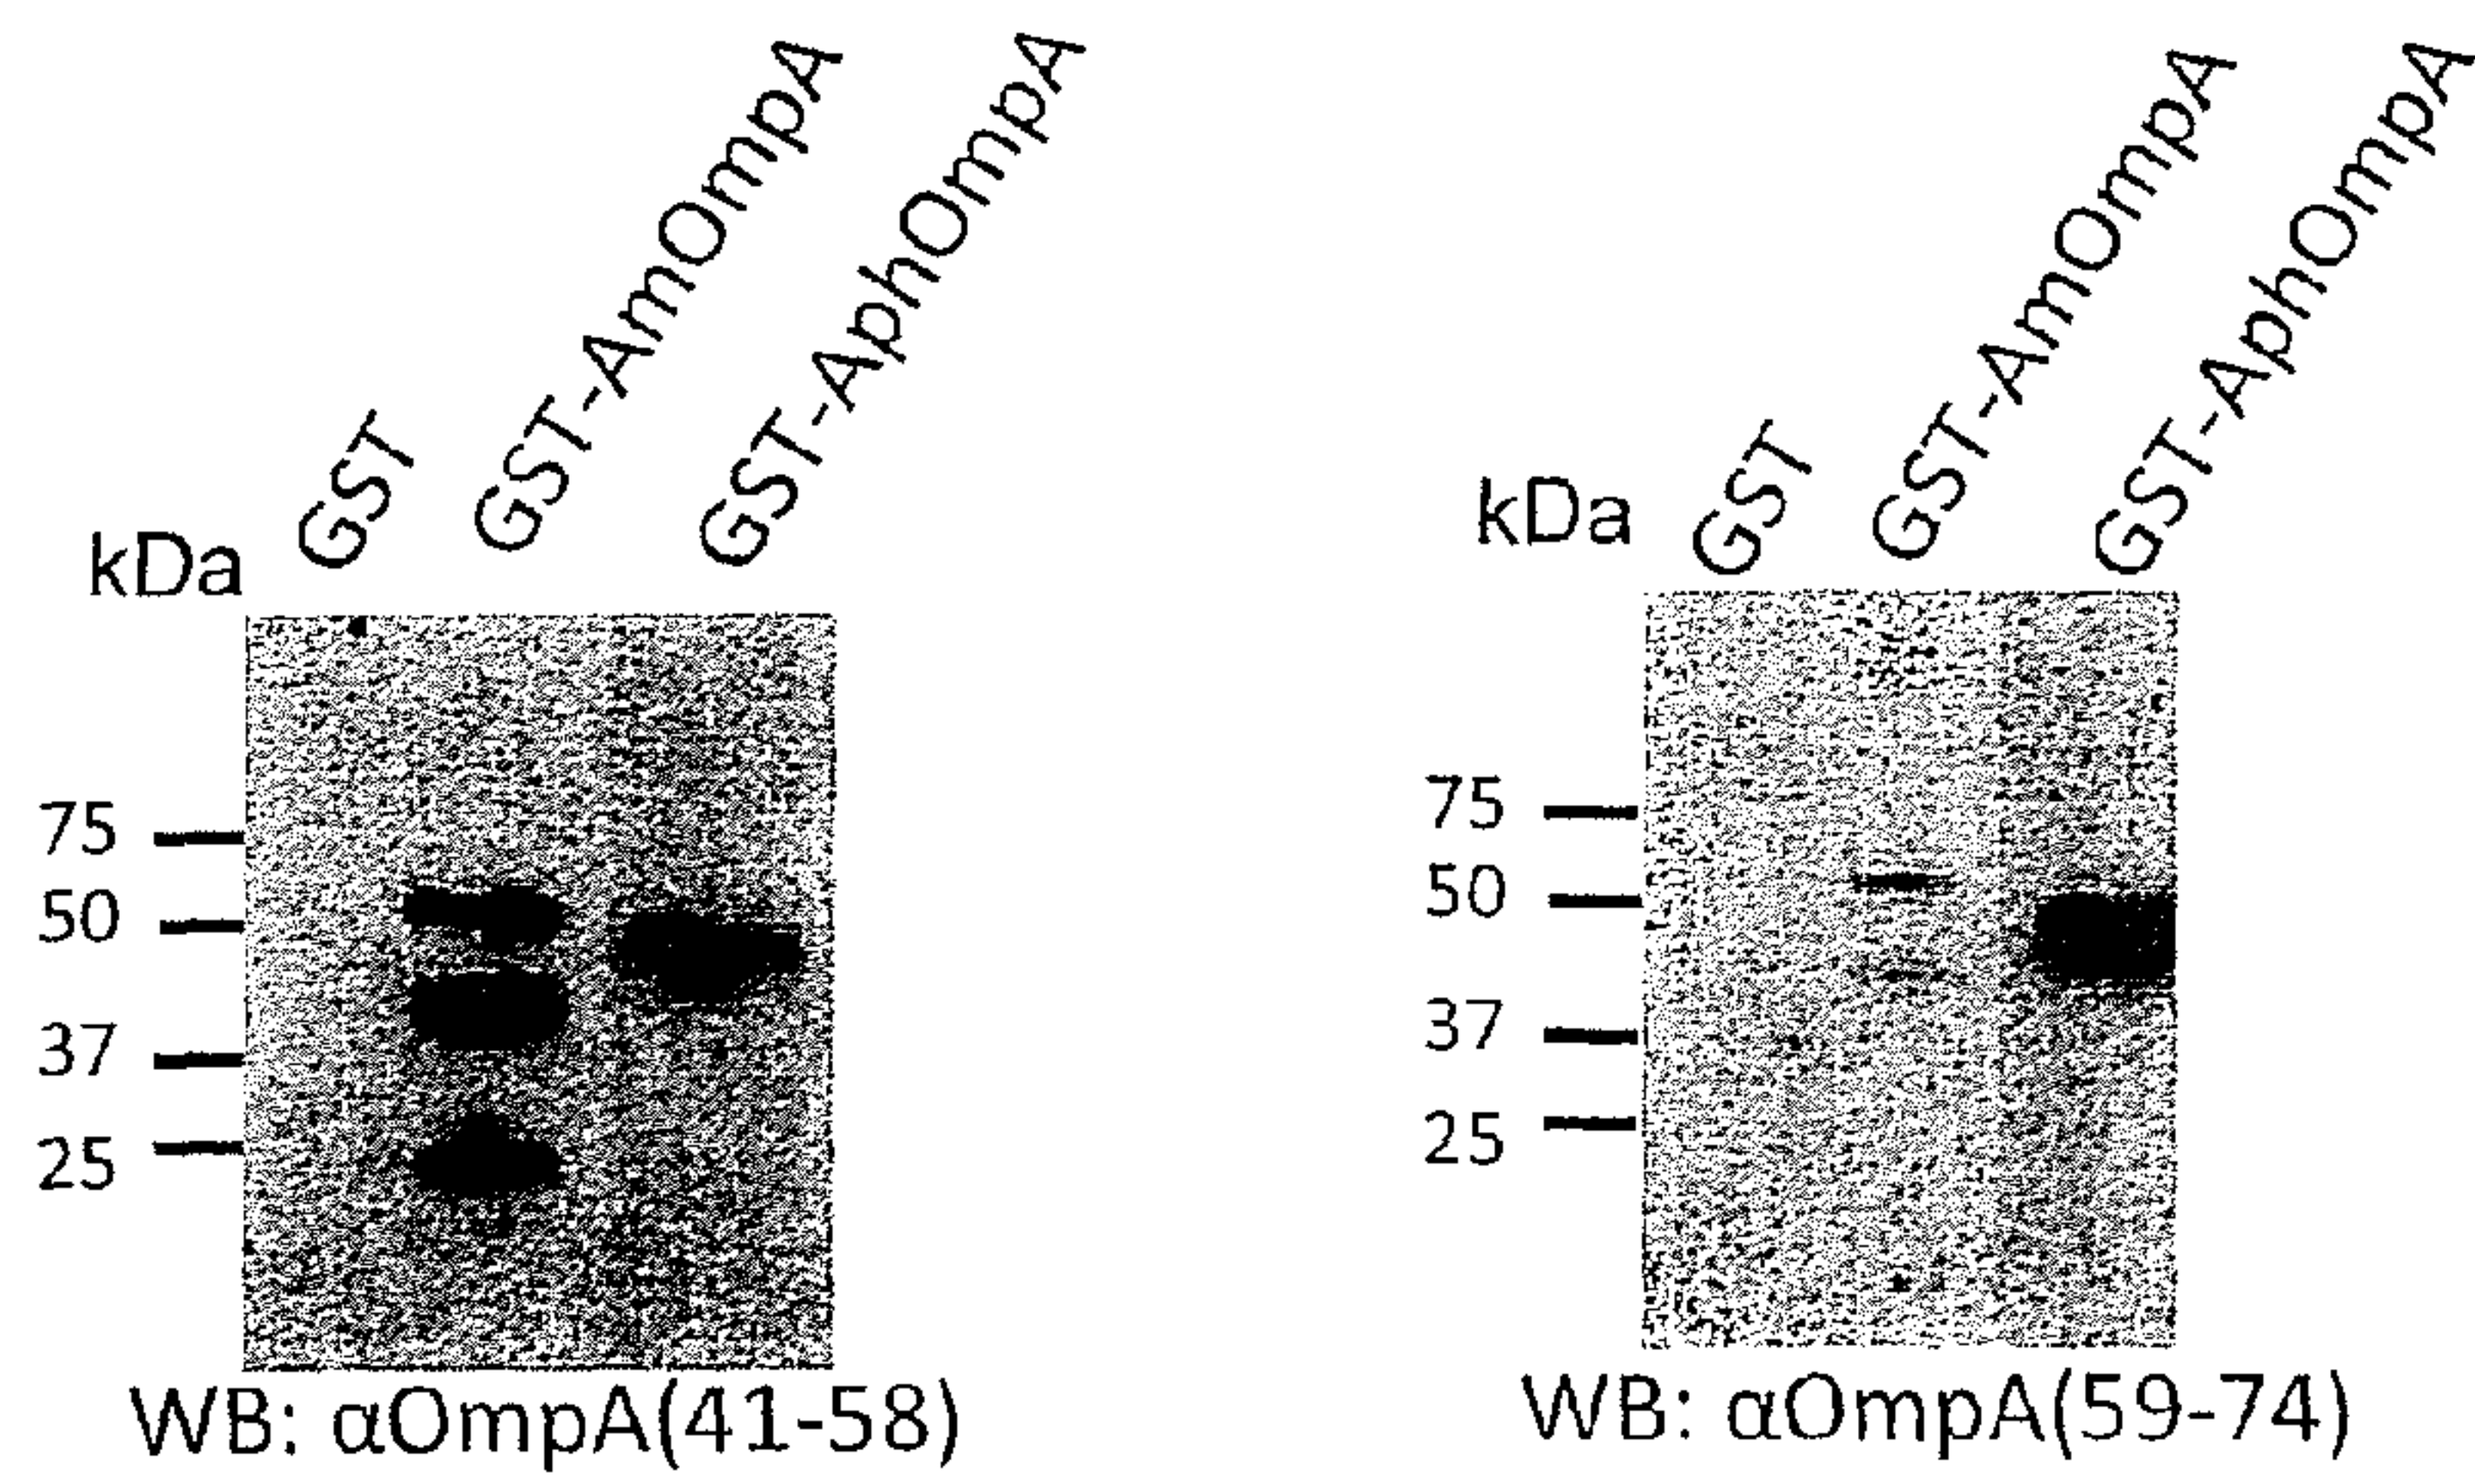 GST
GST-AmOmpA
GST-AphOmpA
kDa
75
50
37
25
WB: αOmpA(41-58)
GST
GST-AmOmpA
GST-AphOmpA
kDa
75
50
37
25
WB: αOmpA(59-74)